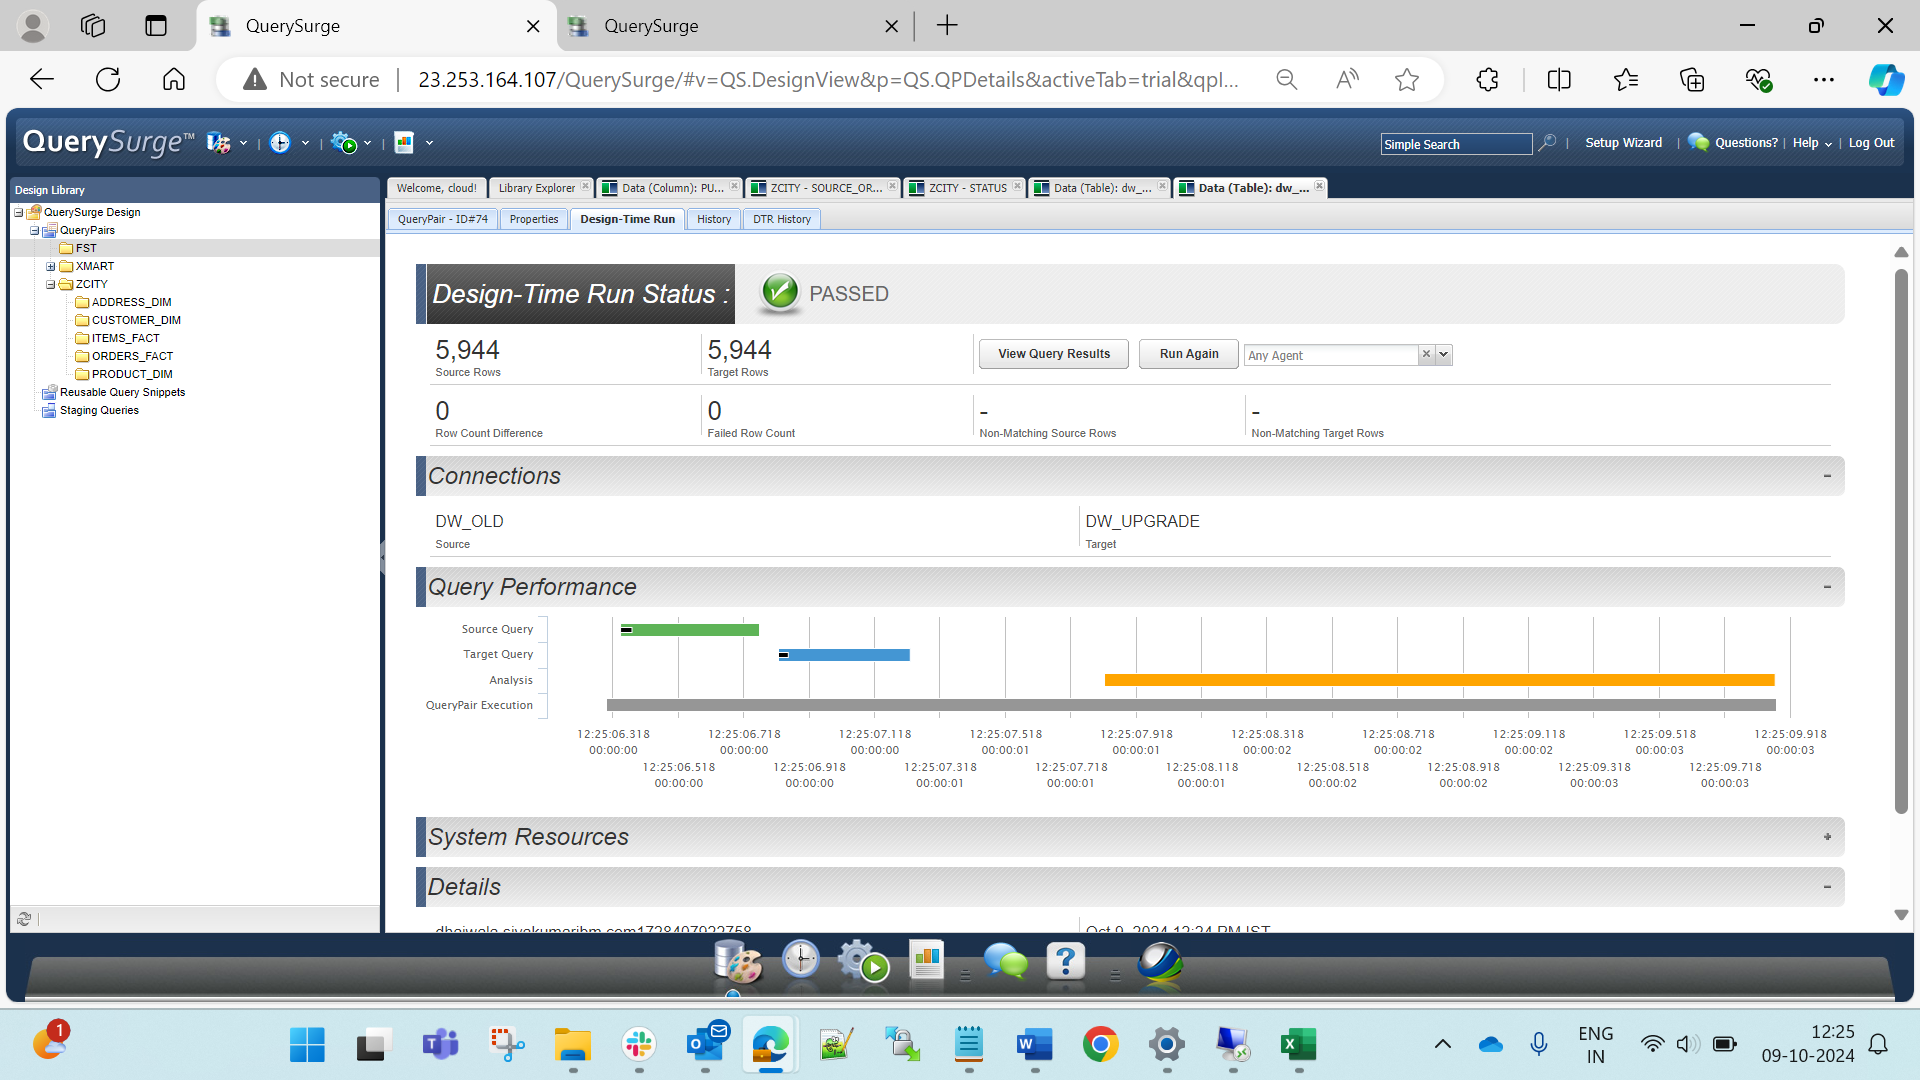 QuerySurge
QuerySurge
Not secure
23.253.164.107/QuerySurge/#v=QS.DesignView&p=QS.QPDetails&activeTab=trial&qpI...
QuerySurge™
Simple Search
Setup Wizard
Questions?
Help
Log Out
Design Library
QuerySurge Design
QueryPairs
FST
XMART
ZCITY
ADDRESS_DIM
CUSTOMER_DIM
ITEMS_FACT
ORDERS_FACT
PRODUCT_DIM
Reusable Query Snippets
Staging Queries
Welcome, cloud!
Library Explorer
Data (Column): PU...
ZCITY - SOURCE_OR...
ZCITY - STATUS
Data (Table): dw_...
Data (Table): dw_...
QueryPair - ID#74
Properties
Design-Time Run
History
DTR History
Design-Time Run Status :
PASSED
5,944
Source Rows
5,944
Target Rows
View Query Results
Run Again
Any Agent
0
Row Count Difference
0
Failed Row Count
-
Non-Matching Source Rows
-
Non-Matching Target Rows
Connections
DW_OLD
Source
DW_UPGRADE
Target
Query Performance
Source Query
Target Query
Analysis
QueryPair Execution
12:25:06.318 12:25:06.718 12:25:07.118 12:25:07.518 12:25:07.918 12:25:08.318 12:25:08.718 12:25:09.118 12:25:09.518 12:25:09.918
00:00:00 00:00:00 00:00:00 00:00:01 00:00:01 00:00:02 00:00:02 00:00:02 00:00:03 00:00:03
12:25:06.518 12:25:06.918 12:25:07.318 12:25:07.718 12:25:08.118 12:25:08.518 12:25:08.918 12:25:09.318 12:25:09.718
00:00:00 00:00:00 00:00:01 00:00:01 00:00:01 00:00:02 00:00:02 00:00:03 00:00:03
System Resources
Details
Oct 9, 2024 12:24 PM IST
1
ENG
IN
12:25
09-10-2024